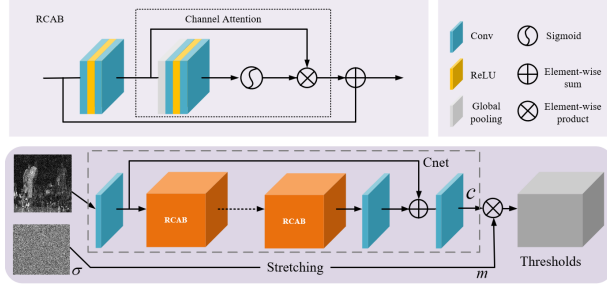 RCAB
Channel Attention
Conv
Sigmoid
ReLU
Element-wise
sum
Global
pooling
Element-wise
product
Cnet
RCAB
RCAB
C
σ
Stretching
m
Thresholds